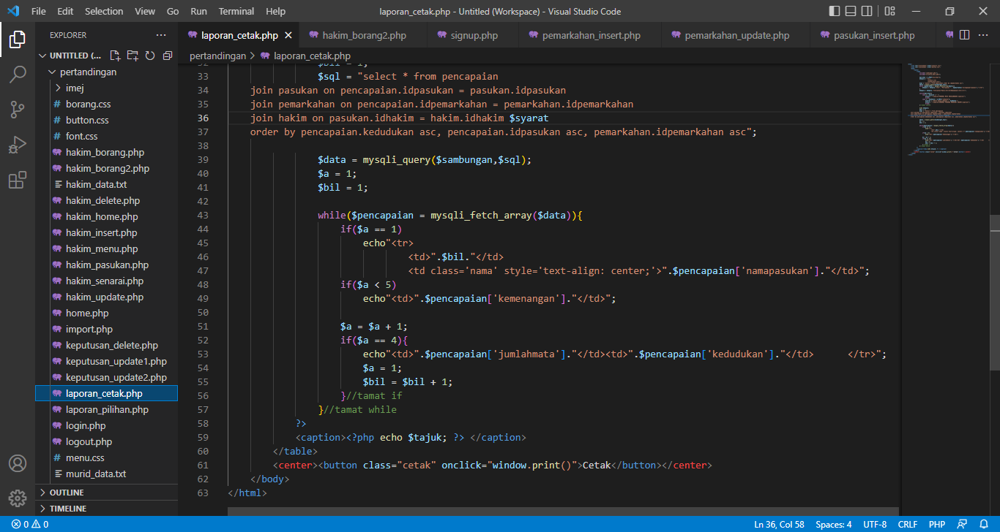 File Edit Selection View Go Run Terminal Help laporan_cetak.php - Untitled (Workspace) - Visual Studio Code
EXPLORER ...
laporan_cetak.php hakim_borang2.php signup.php pemarkahan_insert.php pemarkahan_update.php pasukan_insert.php
UNTITLED (...
pertandingan > laporan_cetak.php
pertandingan
imej
borang.css
button.css
font.css
hakim_borang.php
hakim_borang2.php
hakim_data.txt
hakim_delete.php
hakim_home.php
hakim_insert.php
hakim_menu.php
hakim_pasukan.php
hakim_senarai.php
hakim_update.php
home.php
import.php
keputusan_delete.php
keputusan_update1.php
keputusan_update2.php
laporan_cetak.php
laporan_pilihan.php
login.php
logout.php
menu.css
murid_data.txt
OUTLINE
TIMELINE
32 $bil = 1;
33 $sql = "select * from pencapaian
34 join pasukan on pencapaian.idpasukan = pasukan.idpasukan
35 join pemarkahan on pencapaian.idpemarkahan = pemarkahan.idpemarkahan
36 join hakim on pasukan.idhakim = hakim.idhakim $syarat
37 order by pencapaian.kedudukan asc, pencapaian.idpasukan asc, pemarkahan.idpemarkahan asc";
38
39 $data = mysqli_query($sambungan,$sql);
40 $a = 1;
41 $bil = 1;
42
43 while($pencapaian = mysqli_fetch_array($data)){
44 if($a == 1)
45 echo"<tr>
46 <td>".$bil."</td>
47 <td class='nama' style='text-align: center;'>".$pencapaian['namapasukan']."</td>";
48 if($a < 5)
49 echo"<td>".$pencapaian['kemenangan']."</td>";
50
51 $a = $a + 1;
52 if($a == 4){
53 echo"<td>".$pencapaian['jumlahmata']."</td><td>".$pencapaian['kedudukan']."</td> </tr>";
54 $a = 1;
55 $bil = $bil + 1;
56 }//tamat if
57 }//tamat while
58 ?>
59 <caption><?php echo $tajuk; ?> </caption>
60 </table>
61 <center><button class="cetak" onclick="window.print()">Cetak</button></center>
62 </body>
63 </html>
0 0 Ln 36, Col 58 Spaces: 4 UTF-8 CRLF PHP